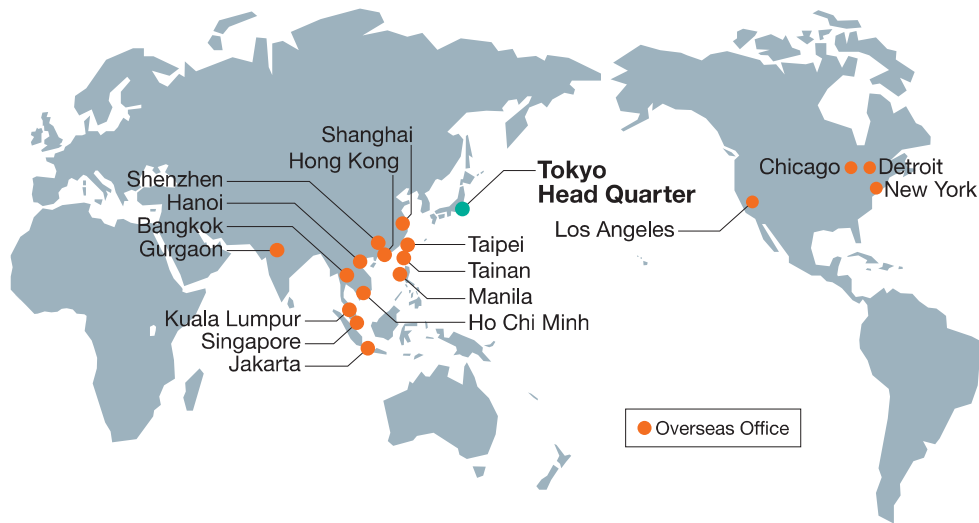 Shanghai
Hong Kong
Shenzhen
Hanoi
Bangkok
Gurgaon
Kuala Lumpur
Singapore
Jakarta
Tokyo
Head Quarter
Taipei
Tainan
Manila
Ho Chi Minh
Chicago
Detroit
New York
Los Angeles
Overseas Office